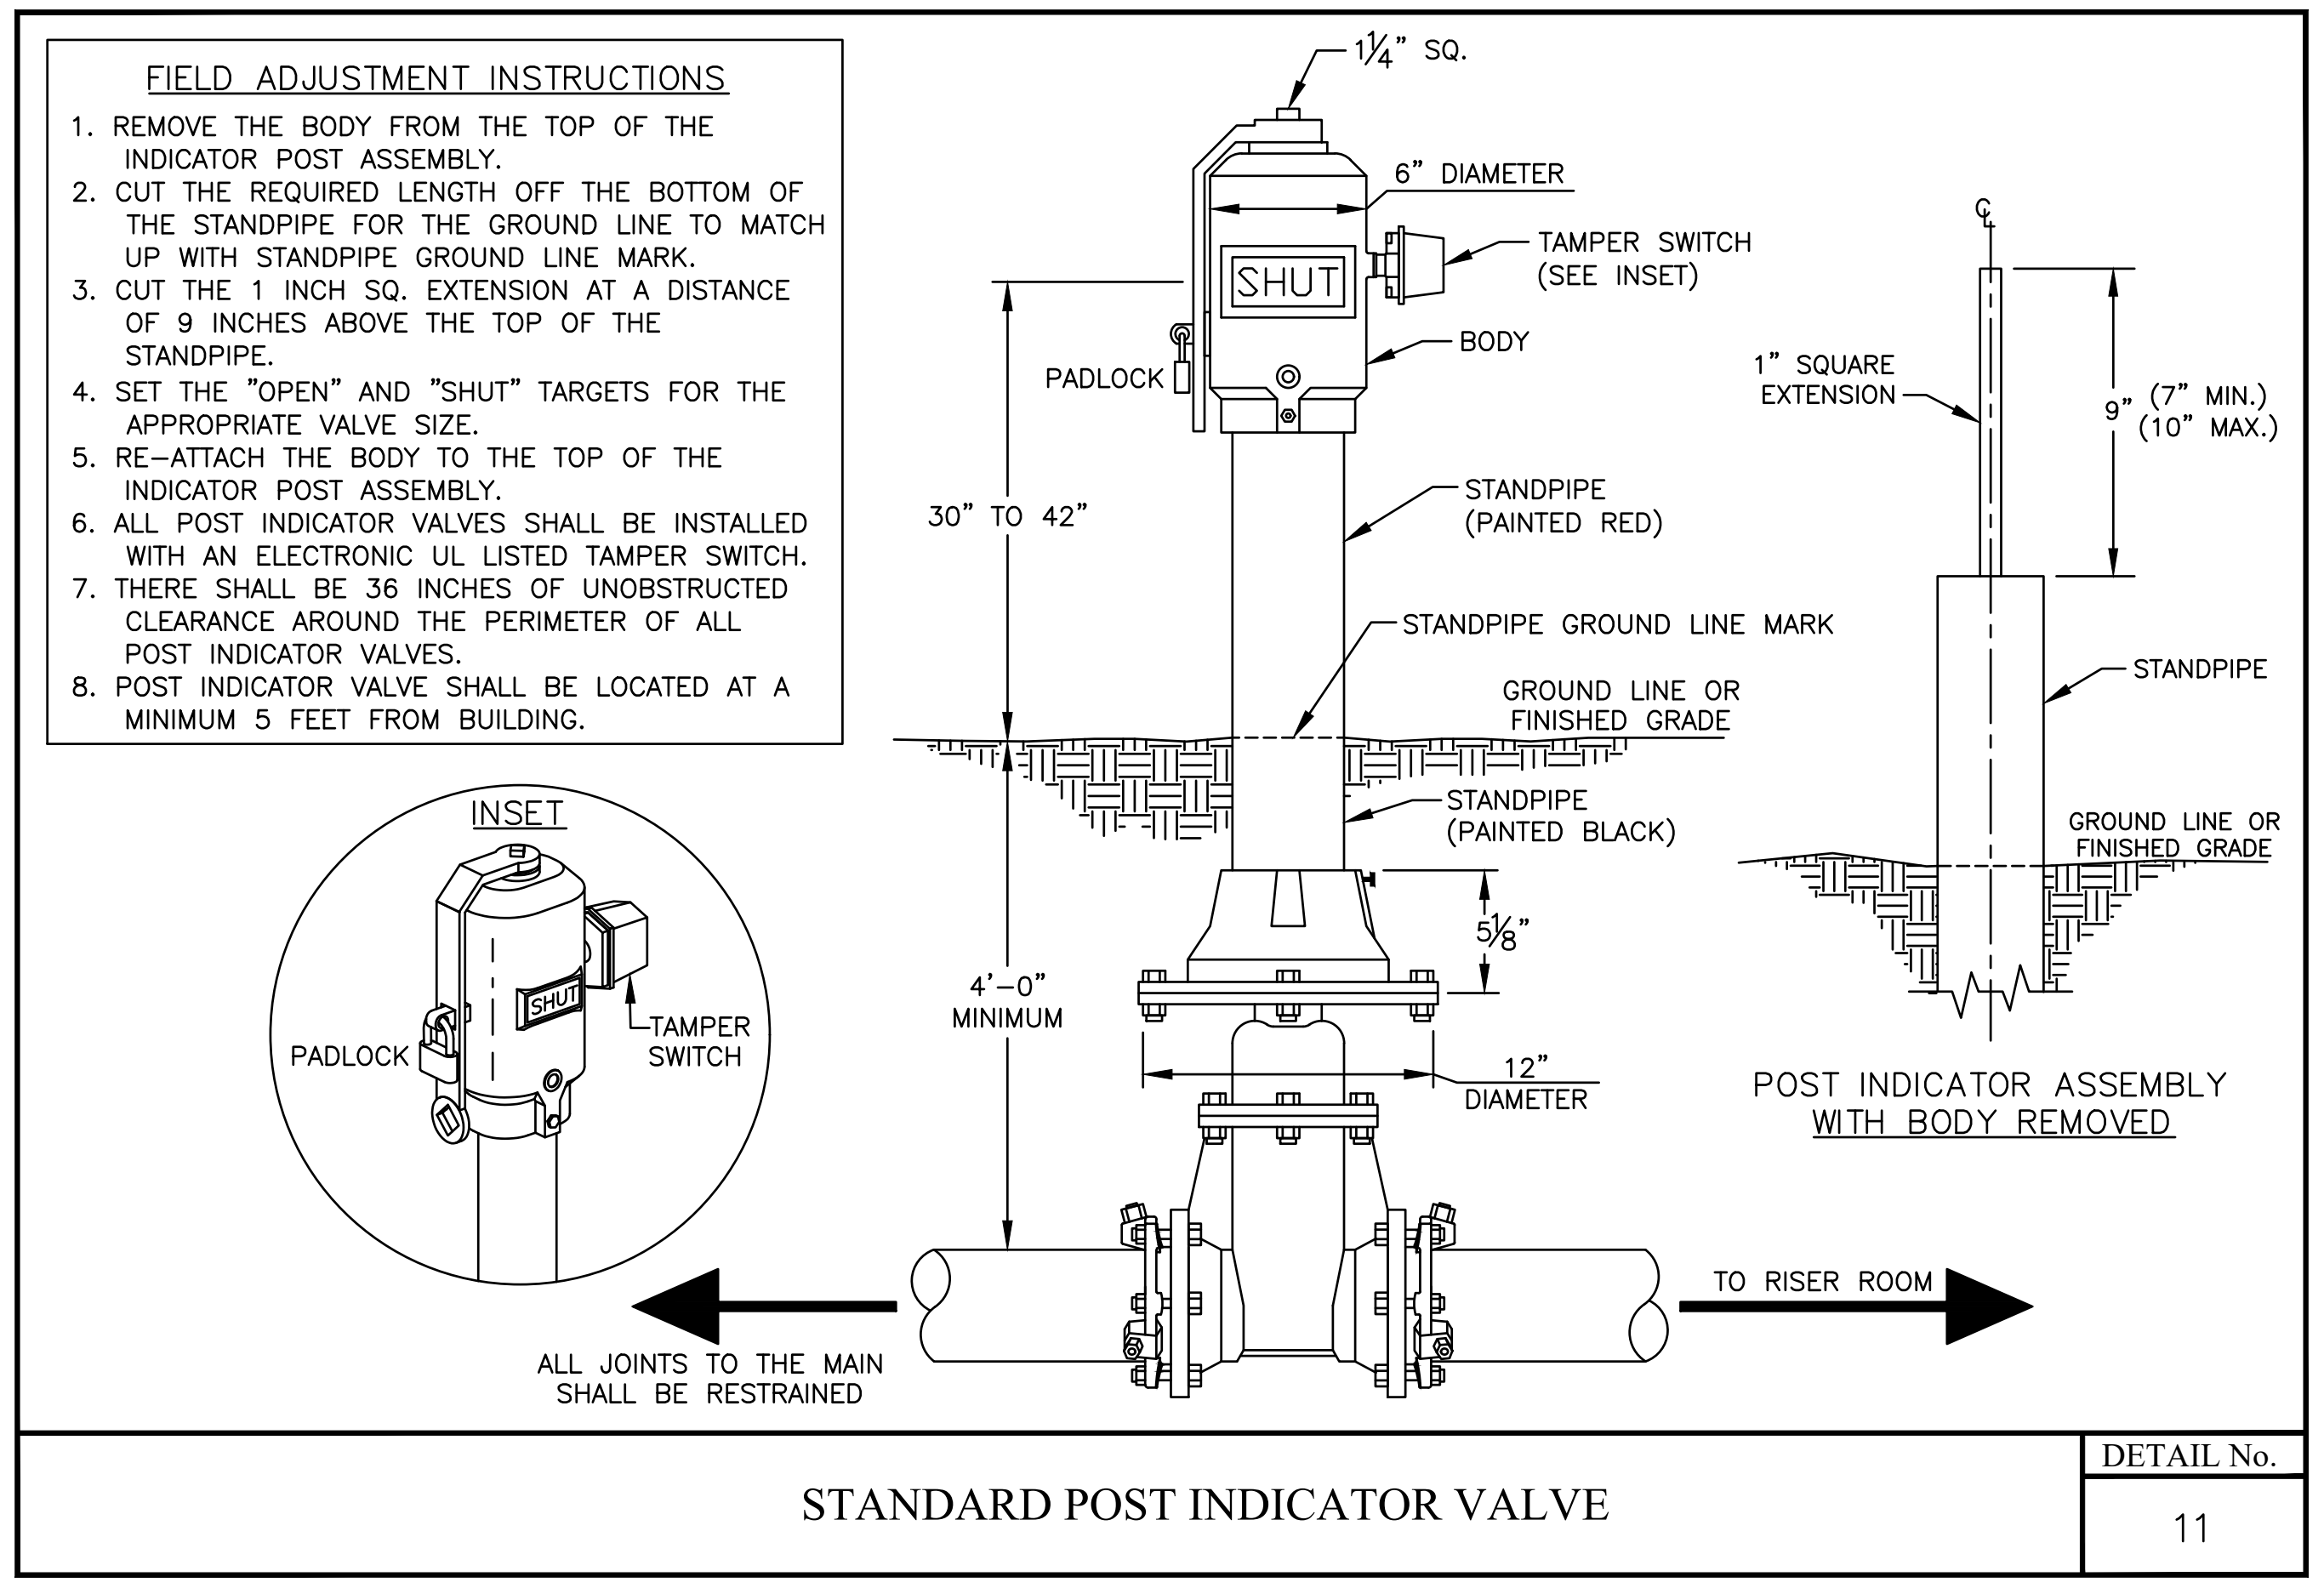 FIELD ADJUSTMENT INSTRUCTIONS
1. REMOVE THE BODY FROM THE TOP OF THE
INDICATOR POST ASSEMBLY.
2. CUT THE REQUIRED LENGTH OFF THE BOTTOM OF
THE STANDPIPE FOR THE GROUND LINE TO MATCH
UP WITH STANDPIPE GROUND LINE MARK.
3. CUT THE 1 INCH SQ. EXTENSION AT A DISTANCE
OF 9 INCHES ABOVE THE TOP OF THE
STANDPIPE.
4. SET THE "OPEN" AND "SHUT" TARGETS FOR THE
APPROPRIATE VALVE SIZE.
5. RE-ATTACH THE BODY TO THE TOP OF THE
INDICATOR POST ASSEMBLY.
6. ALL POST INDICATOR VALVES SHALL BE INSTALLED
WITH AN ELECTRONIC UL LISTED TAMPER SWITCH.
7. THERE SHALL BE 36 INCHES OF UNOBSTRUCTED
CLEARANCE AROUND THE PERIMETER OF ALL
POST INDICATOR VALVES.
8. POST INDICATOR VALVE SHALL BE LOCATED AT A
MINIMUM 5 FEET FROM BUILDING.
INSET
SHUT
PADLOCK
TAMPER
SWITCH
1 1/4" SQ.
6" DIAMETER
TAMPER SWITCH
(SEE INSET)
SHUT
BODY
PADLOCK
30" TO 42"
STANDPIPE
(PAINTED RED)
STANDPIPE GROUND LINE MARK
GROUND LINE OR
FINISHED GRADE
STANDPIPE
(PAINTED BLACK)
5 1/8"
4'-0"
MINIMUM
12"
DIAMETER
℄
1" SQUARE
EXTENSION
9" (7" MIN.)
(10" MAX.)
STANDPIPE
GROUND LINE OR
FINISHED GRADE
POST INDICATOR ASSEMBLY
WITH BODY REMOVED
TO RISER ROOM
ALL JOINTS TO THE MAIN
SHALL BE RESTRAINED
STANDARD POST INDICATOR VALVE
DETAIL No.
11